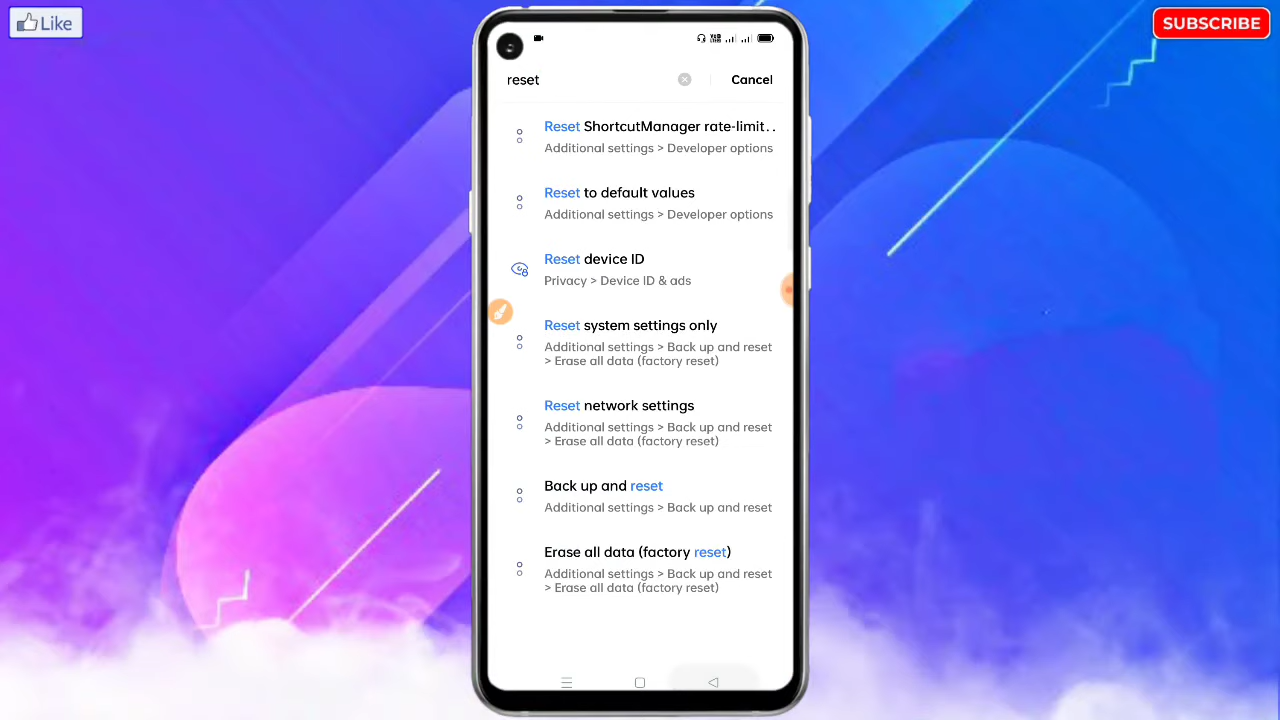 Like
SUBSCRIBE
reset
Cancel
Reset ShortcutManager rate-limit..
Additional settings > Developer options
Reset to default values
Additional settings > Developer options
Reset device ID
Privacy > Device ID & ads
Reset system settings only
Additional settings > Back up and reset
> Erase all data (factory reset)
Reset network settings
Additional settings > Back up and reset
> Erase all data (factory reset)
Back up and reset
Additional settings > Back up and reset
Erase all data (factory reset)
Additional settings > Back up and reset
> Erase all data (factory reset)